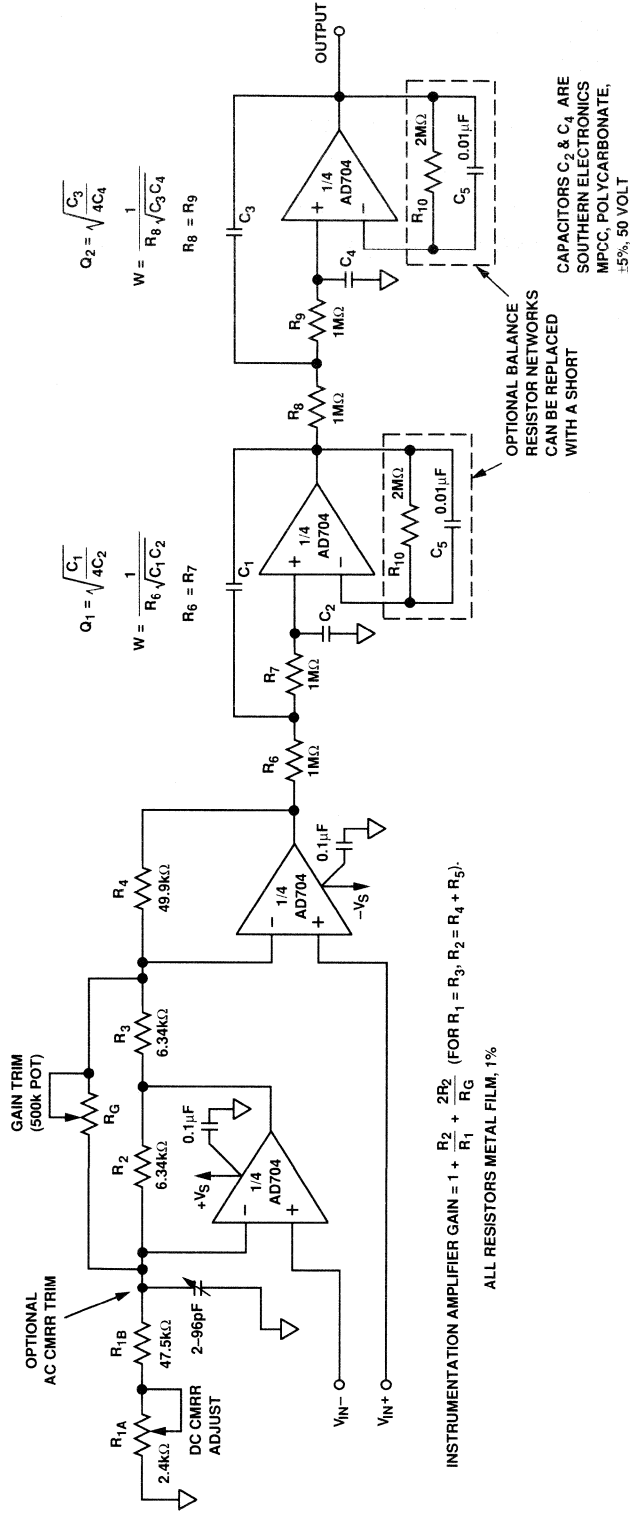 OPTIONAL
AC CMRR TRIM
GAIN TRIM
(500k POT)
R1A
2.4kΩ
DC CMRR
ADJUST
R1B
47.5kΩ
2–96pF
RG
R2
6.34kΩ
R3
6.34kΩ
R4
49.9kΩ
+VS
0.1µF
–
+
1/4
AD704
–
+
1/4
AD704
0.1µF
–VS
VIN–
VIN+
Q1 = √C1/4C2
W = 1/R6√C1C2
R6 = R7
R6
1MΩ
R7
1MΩ
C1
C2
+
–
1/4
AD704
R10
2MΩ
C5
0.01µF
Q2 = √C3/4C4
W = 1/R8√C3C4
R8 = R9
R8
1MΩ
R9
1MΩ
C3
C4
+
–
1/4
AD704
R10
2MΩ
C5
0.01µF
OUTPUT
OPTIONAL BALANCE
RESISTOR NETWORKS
CAN BE REPLACED
WITH A SHORT
CAPACITORS C2 & C4 ARE
SOUTHERN ELECTRONICS
MPCC, POLYCARBONATE,
±5%, 50 VOLT
INSTRUMENTATION AMPLIFIER GAIN = 1 + R2/R1 + 2R2/RG (FOR R1 = R3, R2 = R4 + R5).
ALL RESISTORS METAL FILM, 1%